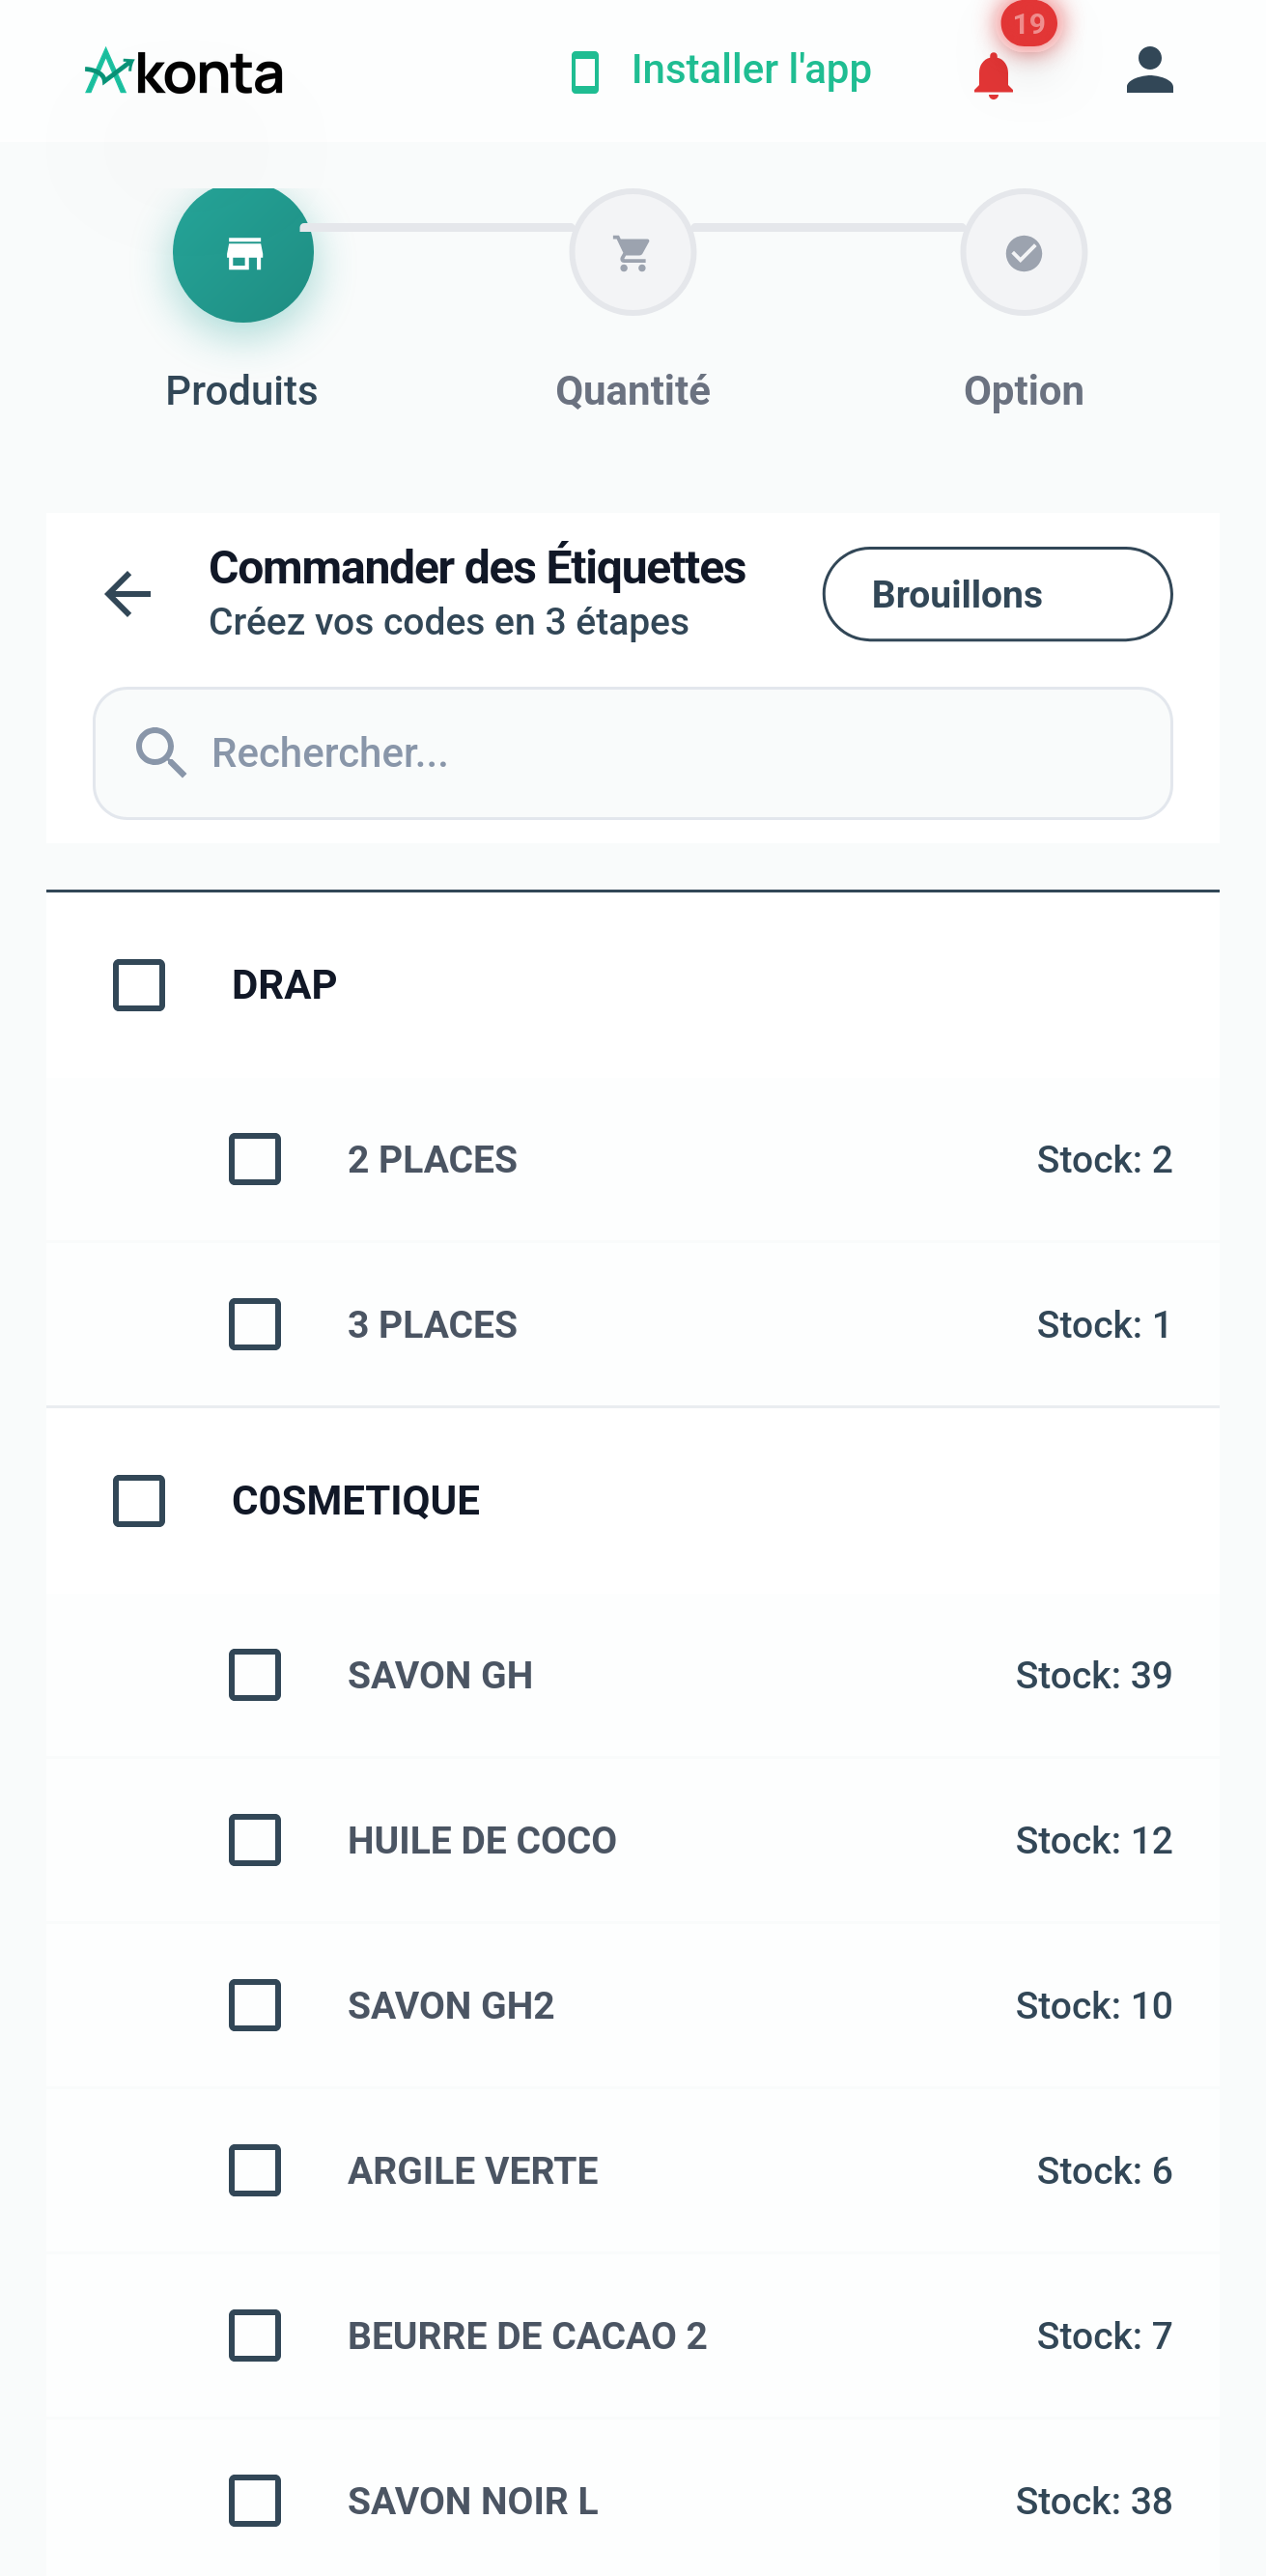 Akonta
Installer l'app
19
Produits
Quantité
Option
Commander des Étiquettes
Créez vos codes en 3 étapes
Brouillons
Rechercher...
DRAP
2 PLACES
Stock: 2
3 PLACES
Stock: 1
C0SMETIQUE
SAVON GH
Stock: 39
HUILE DE COCO
Stock: 12
SAVON GH2
Stock: 10
ARGILE VERTE
Stock: 6
BEURRE DE CACAO 2
Stock: 7
SAVON NOIR L
Stock: 38